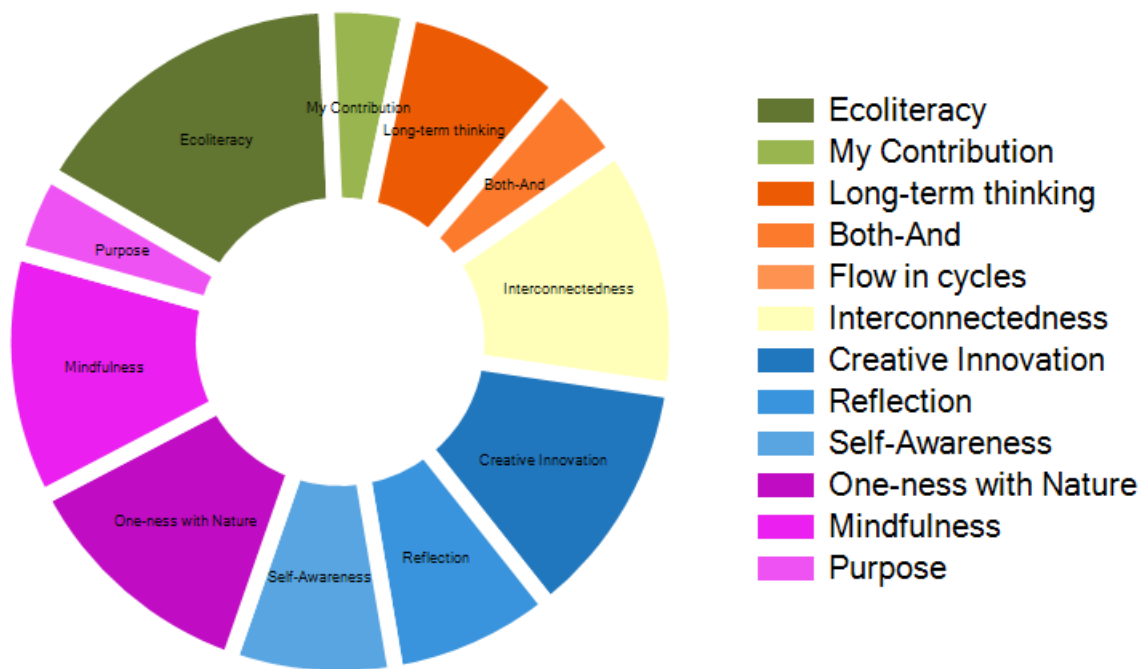 My Contribution
Ecoliteracy
Long-term thinking
Both-And
Purpose
Interconnectedness
Mindfulness
Creative Innovation
One-ness with Nature
Reflection
Self-Awareness
Ecoliteracy
My Contribution
Long-term thinking
Both-And
Flow in cycles
Interconnectedness
Creative Innovation
Reflection
Self-Awareness
One-ness with Nature
Mindfulness
Purpose